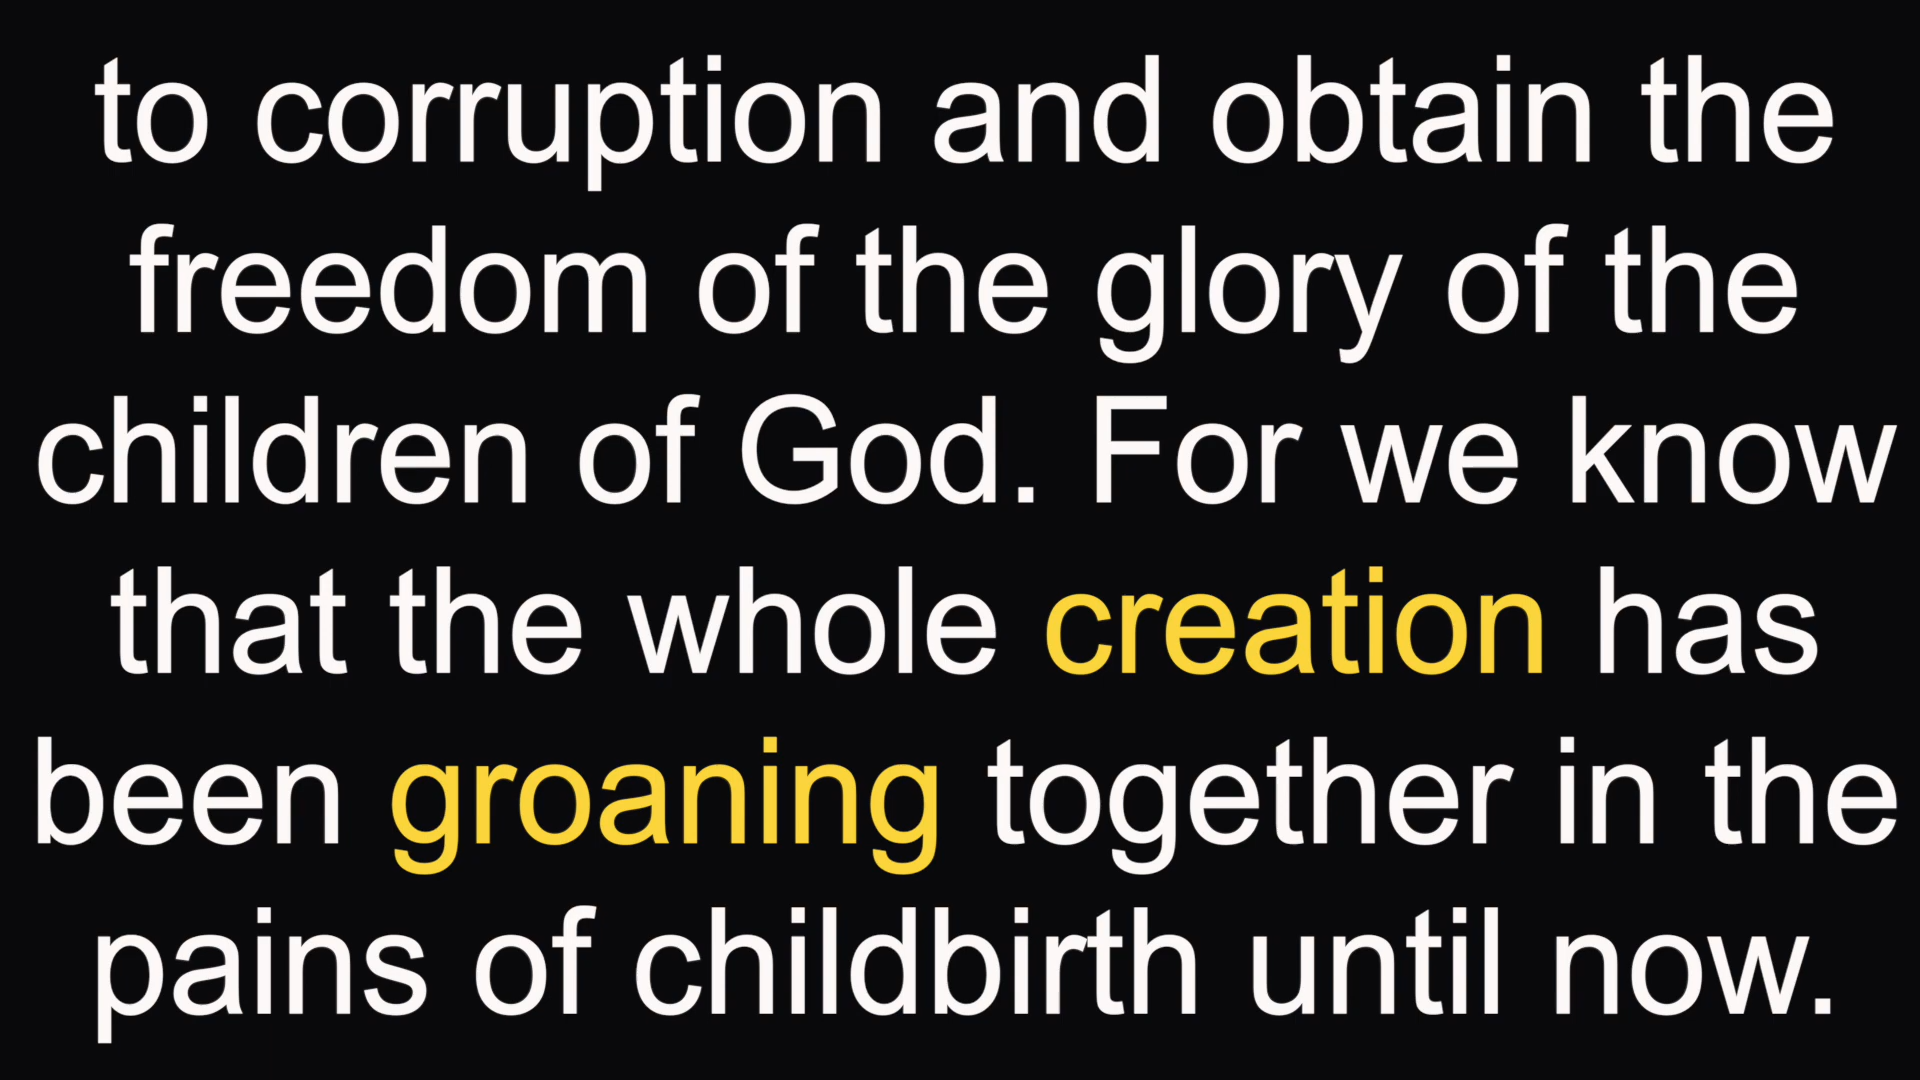 to corruption and obtain the
freedom of the glory of the
children of God. For we know
that the whole creation has
been groaning together in the
pains of childbirth until now.